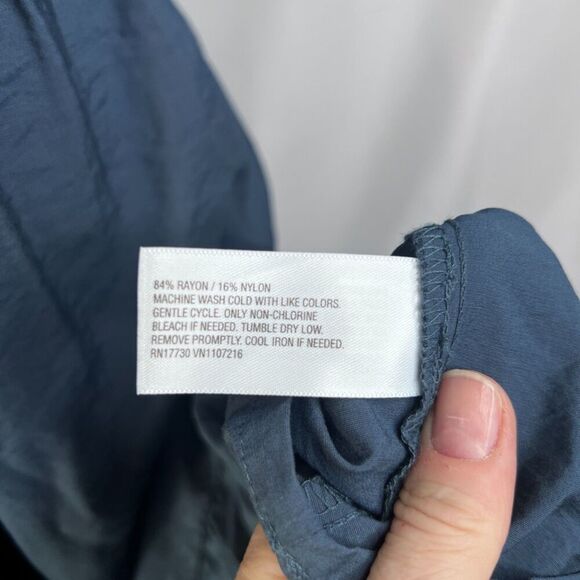 84% RAYON / 16% NYLON
MACHINE WASH COLD WITH LIKE COLORS.
GENTLE CYCLE. ONLY NON-CHLORINE
BLEACH IF NEEDED. TUMBLE DRY LOW.
REMOVE PROMPTLY. COOL IRON IF NEEDED.
RN17730 VN1107216